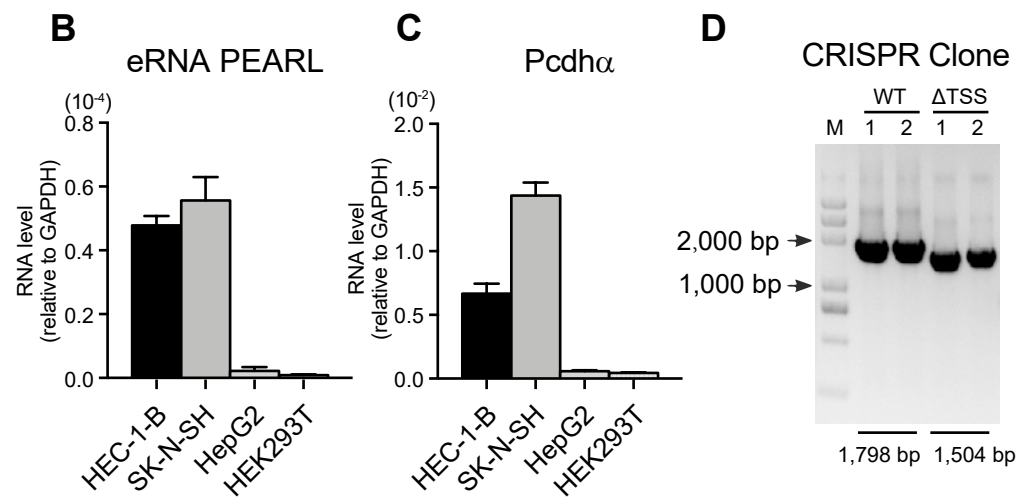 B
eRNA PEARL
(10-4)
0.8
0.6
0.4
0.2
0.0
RNA level
(relative to GAPDH)
HEC-1-B
SK-N-SH
HepG2
HEK293T
C
Pcdhα
(10-2)
2.0
1.5
1.0
0.5
0.0
RNA level
(relative to GAPDH)
HEC-1-B
SK-N-SH
HepG2
HEK293T
D
CRISPR Clone
WT ΔTSS
M 1 2 1 2
2,000 bp
1,000 bp
1,798 bp 1,504 bp